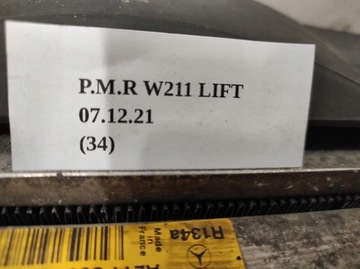 P.M.R W211 LIFT
07.12.21
(34)
R134a
Made in
France